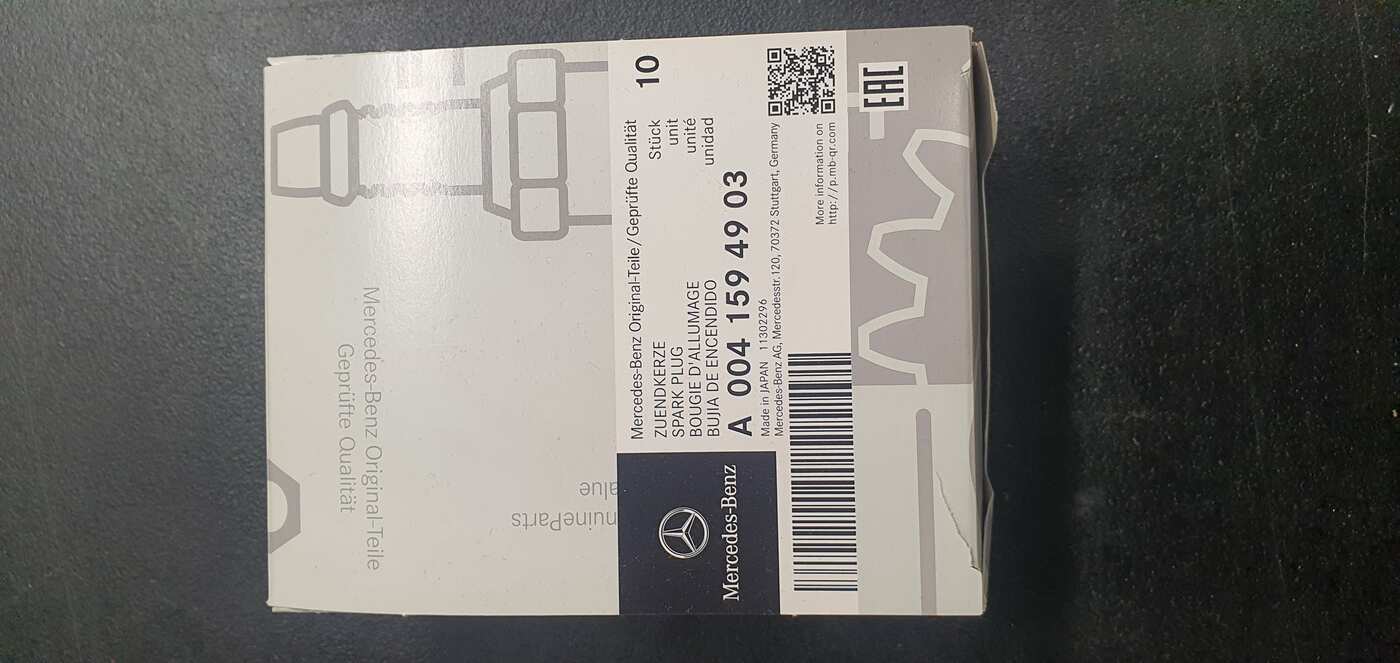 Mercedes-Benz Original-Teile/Geprüfte Qualität
ZUENDKERZE
SPARK PLUG
BOUGIE D'ALLUMAGE
BUJIA DE ENCENDIDO
Stück
unit
unité
unidad
10
A 004 159 49 03
Made in JAPAN 11302296
Mercedes-Benz AG, Mercedesstr.120, 70372 Stuttgart, Germany
More information on
http://p.mb-qr.com
EAC
Mercedes-Benz
Mercedes-Benz Original-Teile
Geprüfte Qualität
nuineParts
alue